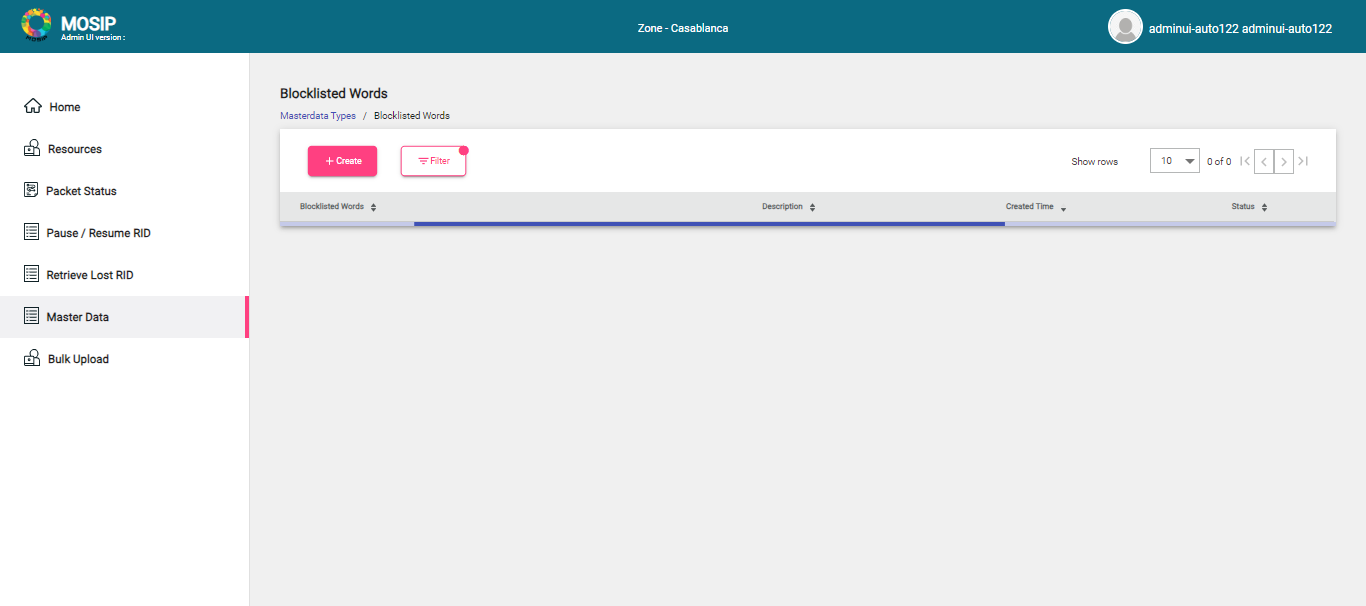 MOSIP
Admin UI version :
Zone - Casablanca
adminui-auto122 adminui-auto122
Home
Resources
Packet Status
Pause / Resume RID
Retrieve Lost RID
Master Data
Bulk Upload
Blocklisted Words
Masterdata Types / Blocklisted Words
+ Create
Filter
Show rows
10
0 of 0
Blocklisted Words
Description
Created Time
Status